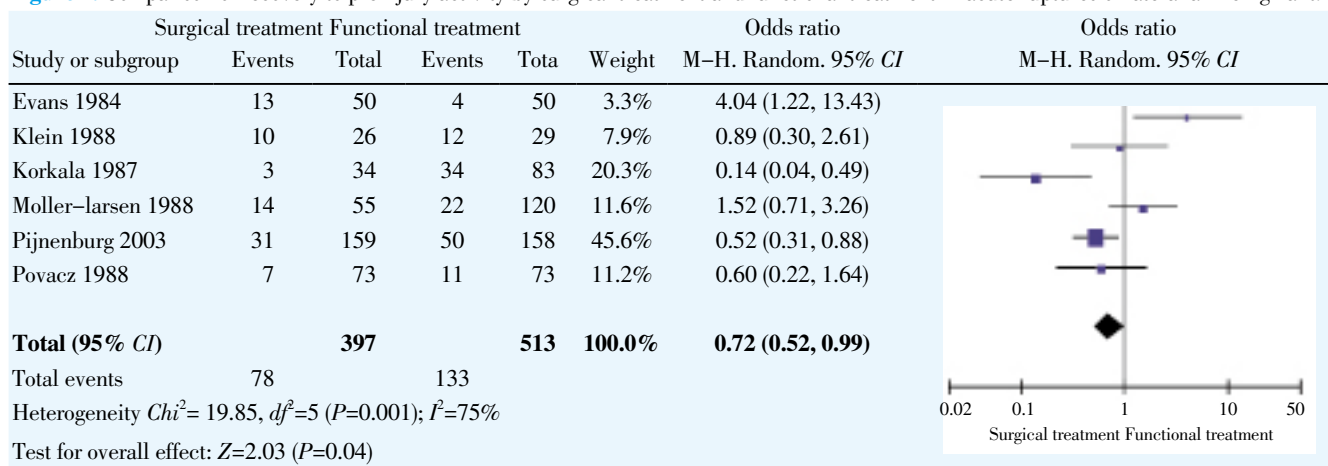 Surgical treatment Functional treatment Odds ratio Odds ratio
Study or subgroup Events Total Events Tota Weight M–H. Random. 95% CI M–H. Random. 95% CI
Evans 1984 13 50 4 50 3.3% 4.04 (1.22, 13.43)
Klein 1988 10 26 12 29 7.9% 0.89 (0.30, 2.61)
Korkala 1987 3 34 34 83 20.3% 0.14 (0.04, 0.49)
Moller–larsen 1988 14 55 22 120 11.6% 1.52 (0.71, 3.26)
Pijnenburg 2003 31 159 50 158 45.6% 0.52 (0.31, 0.88)
Povacz 1988 7 73 11 73 11.2% 0.60 (0.22, 1.64)
Total (95% CI) 397 513 100.0% 0.72 (0.52, 0.99)
Total events 78 133
Heterogeneity Chi²= 19.85, df²=5 (P=0.001); I²=75%
Test for overall effect: Z=2.03 (P=0.04)
0.02 0.1 1 10 50
Surgical treatment Functional treatment